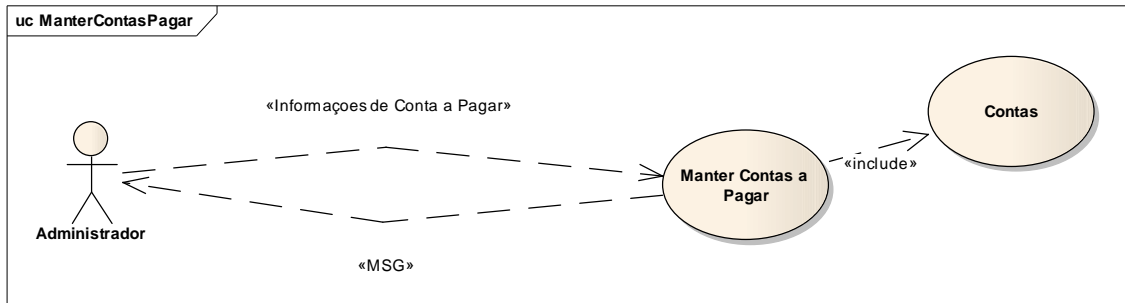 uc ManterContasPagar
«Informaçoes de Conta a Pagar»
Contas
«include»
Manter Contas a
Pagar
Administrador
«MSG»